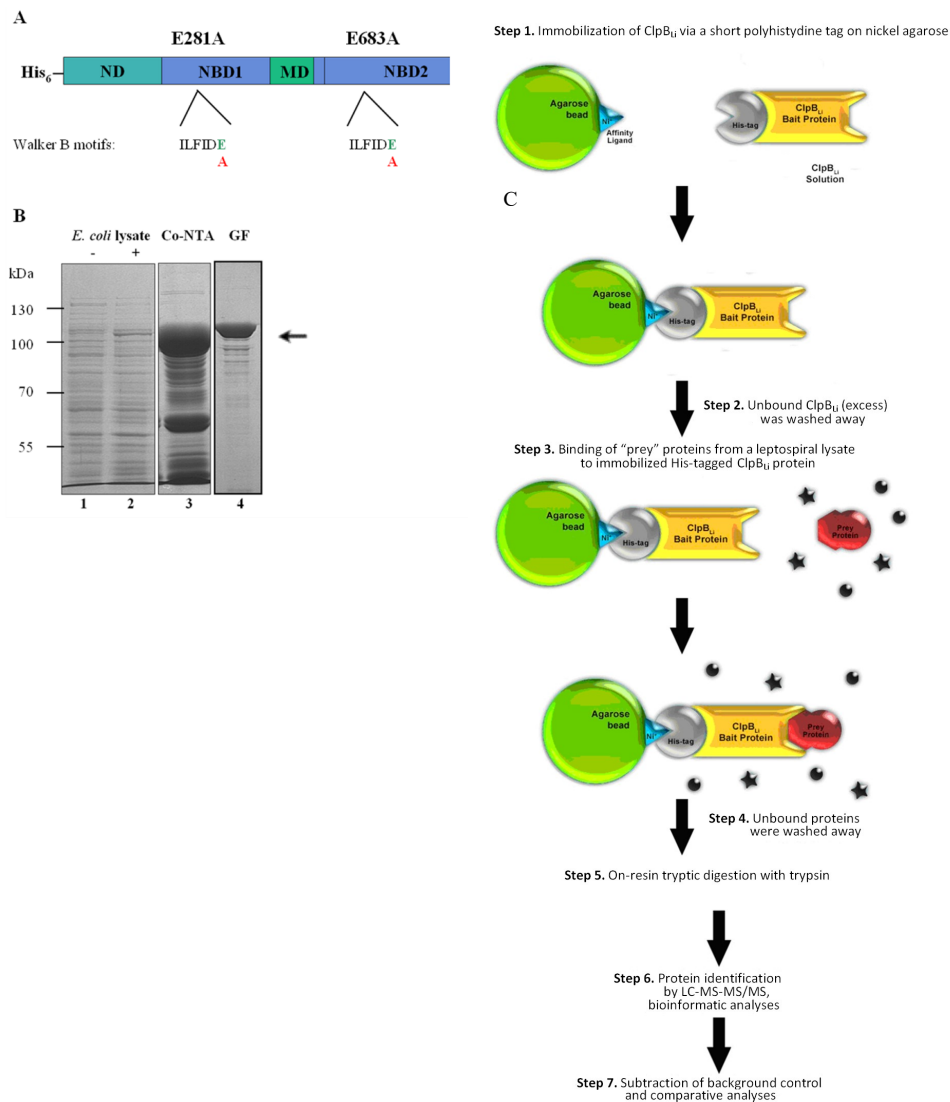 A
E281A E683A
His6 ND NBD1 MD NBD2
Walker B motifs: ILFIDE ILFIDE
A A
B
E. coli lysate Co-NTA GF
- +
kDa
130
100
70
55
1 2 3 4
Step 1. Immobilization of ClpBLi via a short polyhistydine tag on nickel agarose
Agarose
bead
Ni+
Affinity
Ligand
His-tag
ClpBLi
Bait Protein
ClpBLi
Solution
C
Agarose
bead
Ni+
His-tag
ClpBLi
Bait Protein
Step 2. Unbound ClpBLi (excess)
was washed away
Step 3. Binding of “prey” proteins from a leptospiral lysate
to immobilized His-tagged ClpBLi protein
Agarose
bead
Ni+
His-tag
ClpBLi
Bait Protein
Prey
Protein
Agarose
bead
Ni+
His-tag
ClpBLi
Bait Protein
Prey
Protein
Step 4. Unbound proteins
were washed away
Step 5. On-resin tryptic digestion with trypsin
Step 6. Protein identification
by LC-MS-MS/MS,
bioinformatic analyses
Step 7. Subtraction of background control
and comparative analyses